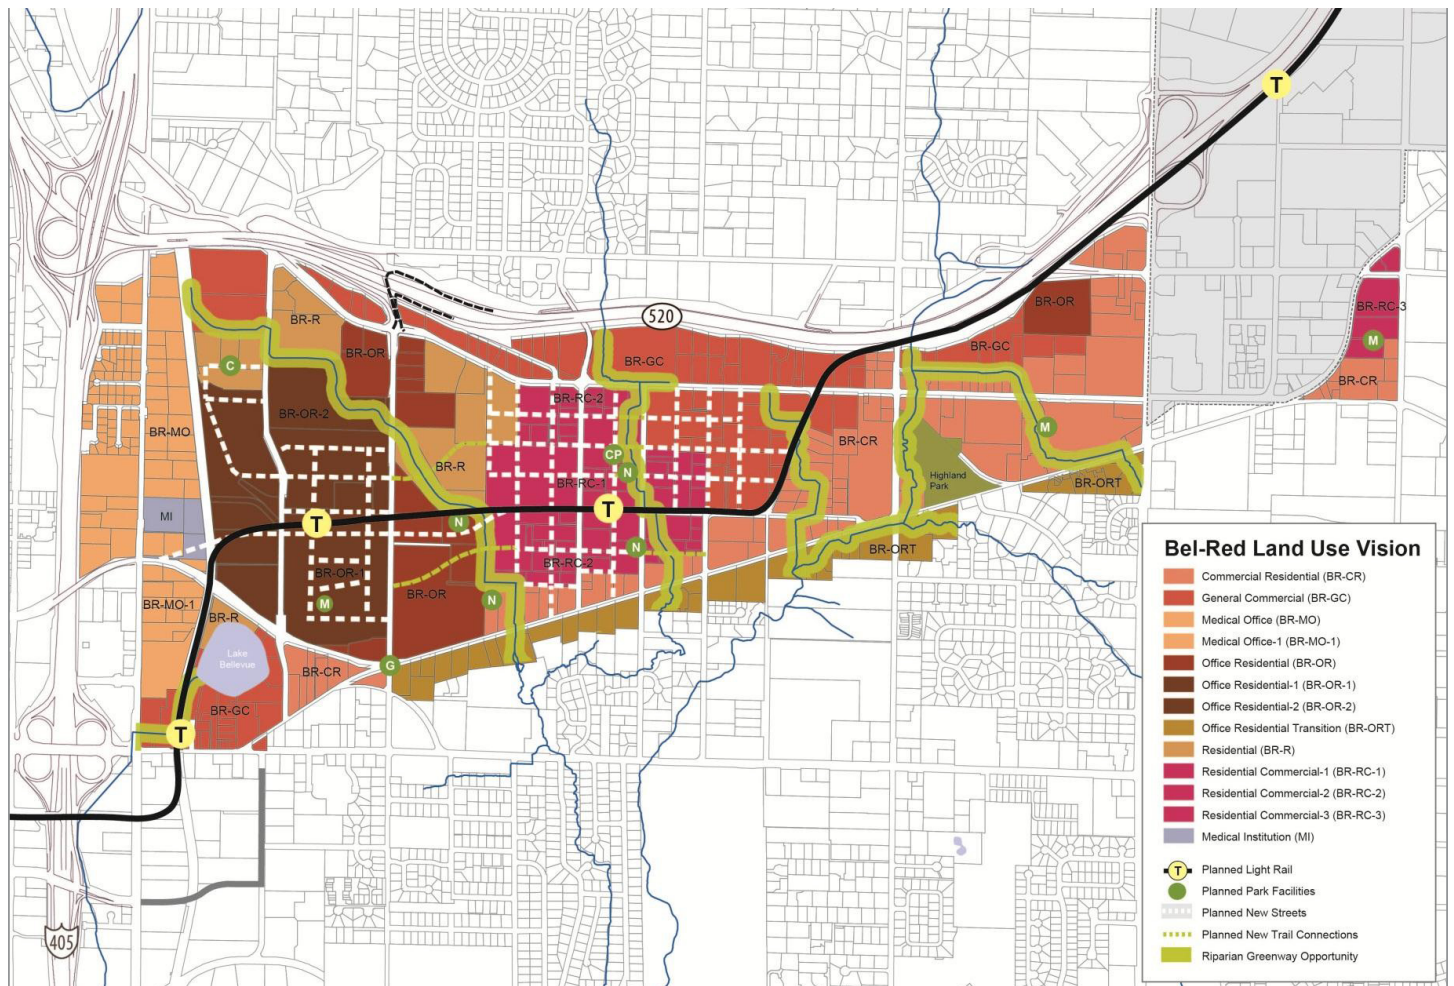 T
BR-OR
BR-RC-3
BR-R
520
BR-OR
BR-GC
BR-GC
M
C
BR-CR
BR-RC-2
BR-OR-2
BR-MO
M
BR-CR
CP
BR-R
N
Highland
Park
BR-ORT
BR-RC-1
MI
T
T
N
N
BR-ORT
BR-RC-2
BR-OR-1
BR-OR
BR-MO-1
M
N
BR-R
Lake
Bellevue
G
BR-CR
BR-GC
T
405
Bel-Red Land Use Vision
Commercial Residential (BR-CR)
General Commercial (BR-GC)
Medical Office (BR-MO)
Medical Office-1 (BR-MO-1)
Office Residential (BR-OR)
Office Residential-1 (BR-OR-1)
Office Residential-2 (BR-OR-2)
Office Residential Transition (BR-ORT)
Residential (BR-R)
Residential Commercial-1 (BR-RC-1)
Residential Commercial-2 (BR-RC-2)
Residential Commercial-3 (BR-RC-3)
Medical Institution (MI)
T Planned Light Rail
Planned Park Facilities
Planned New Streets
Planned New Trail Connections
Riparian Greenway Opportunity